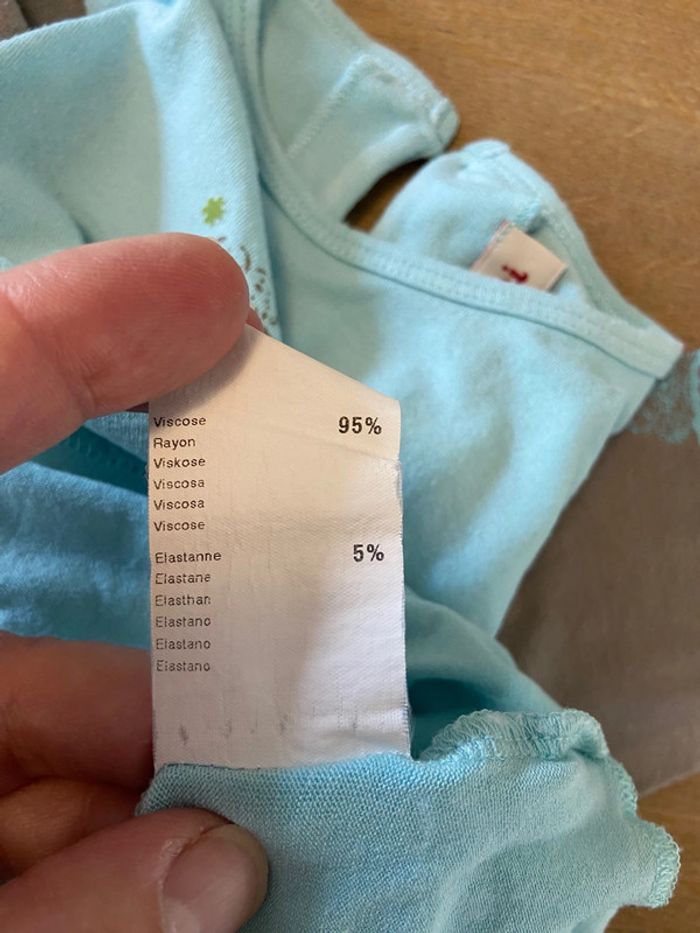 Viscose 95%
Rayon
Viskose
Viscosa
Viscosa
Viscose
Elastanne 5%
Elastane
Elasthan
Elastano
Elastano
Elastano